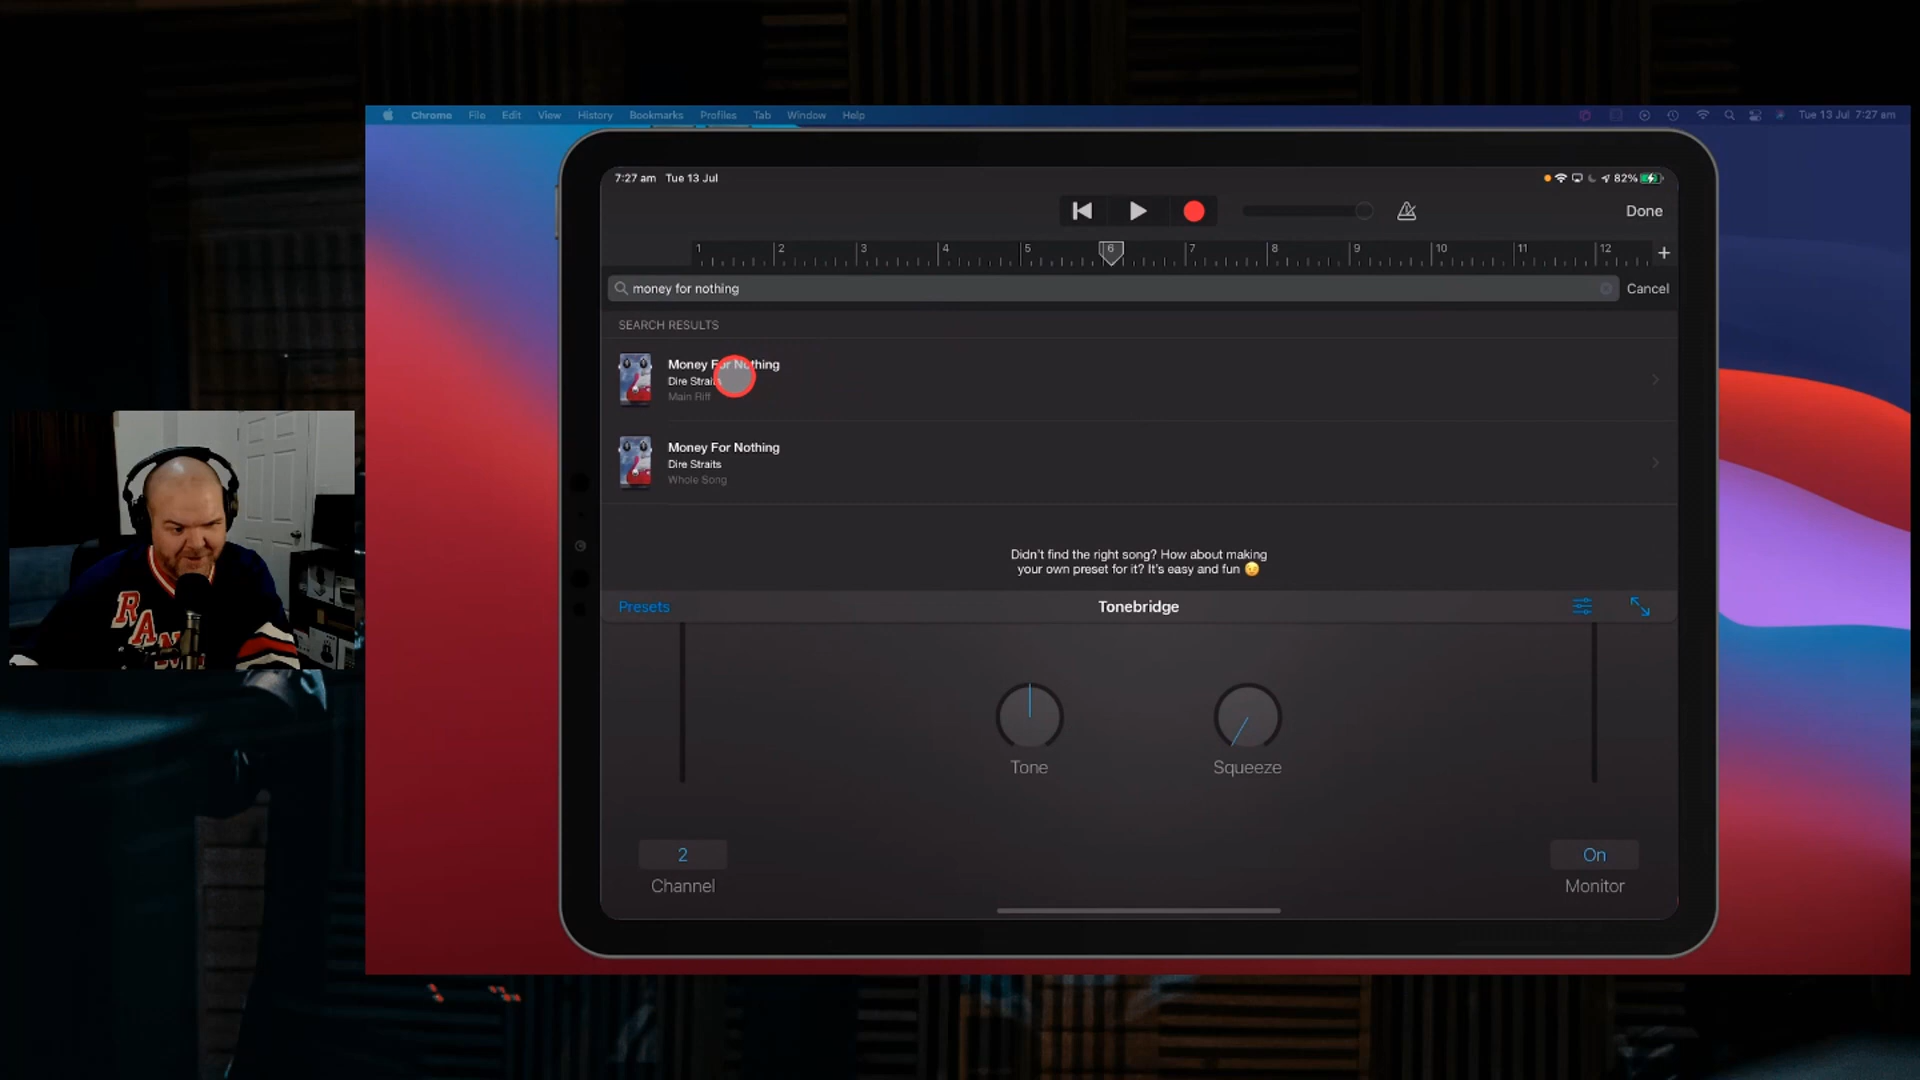 Chrome File Edit View History Bookmarks Profiles Tab Window Help Tue 13 Jul 7:27 am
7:27 am Tue 13 Jul 82%
Done
1 2 3 4 5 6 7 8 9 10 11 12 +
money for nothing Cancel
SEARCH RESULTS
Money For Nothing
Dire Straits
Main Riff
Money For Nothing
Dire Straits
Whole Song
Didn't find the right song? How about making
your own preset for it? It's easy and fun 😉
Presets Tonebridge
Tone Squeeze
2 On
Channel Monitor